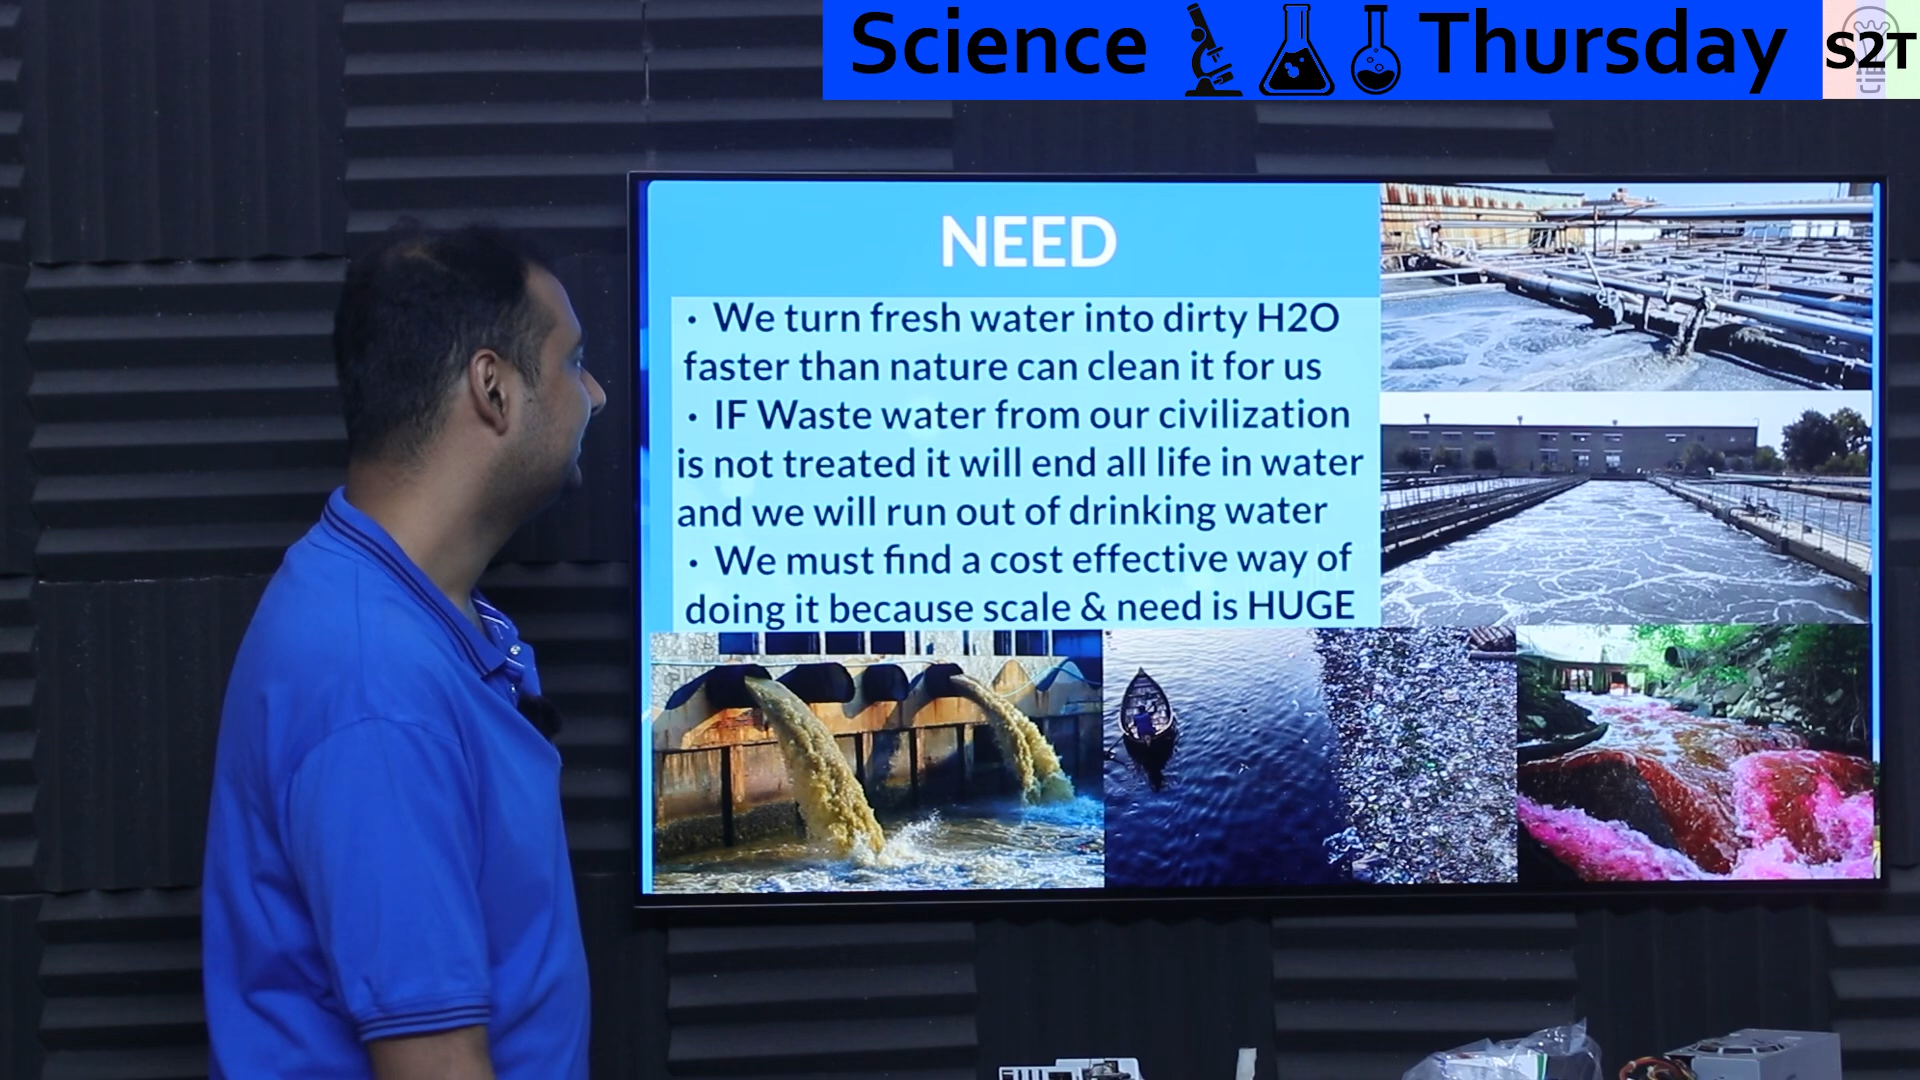 Science Thursday
S2T
NEED
· We turn fresh water into dirty H2O
faster than nature can clean it for us
· IF Waste water from our civilization
is not treated it will end all life in water
and we will run out of drinking water
· We must find a cost effective way of
doing it because scale & need is HUGE